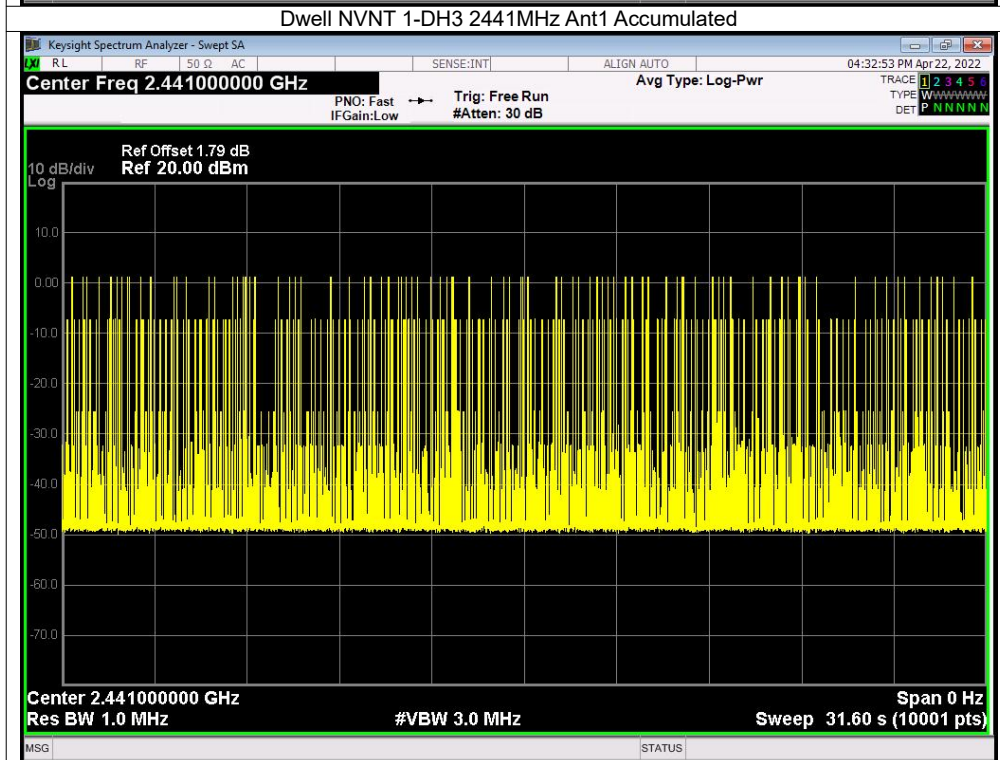 Dwell NVNT 1-DH3 2441MHz Ant1 Accumulated
Keysight Spectrum Analyzer - Swept SA
LXI RL RF 50 Ω AC SENSE:INT ALIGN AUTO 04:32:53 PM Apr 22, 2022
Center Freq 2.441000000 GHz Avg Type: Log-Pwr TRACE 1 2 3 4 5 6
PNO: Fast Trig: Free Run TYPE WWWWWW
IFGain:Low #Atten: 30 dB DET P N N N N N
Ref Offset 1.79 dB
10 dB/div Ref 20.00 dBm
Log
10.0
0.00
-10.0
-20.0
-30.0
-40.0
-50.0
-60.0
-70.0
Center 2.441000000 GHz Span 0 Hz
Res BW 1.0 MHz #VBW 3.0 MHz Sweep 31.60 s (10001 pts)
MSG STATUS